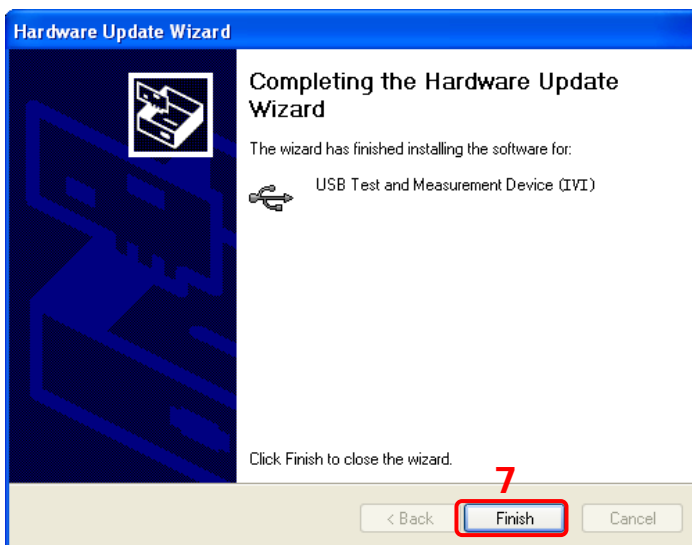 Hardware Update Wizard
Completing the Hardware Update
Wizard
The wizard has finished installing the software for:
USB Test and Measurement Device (IVI)
Click Finish to close the wizard.
7
< Back Finish Cancel